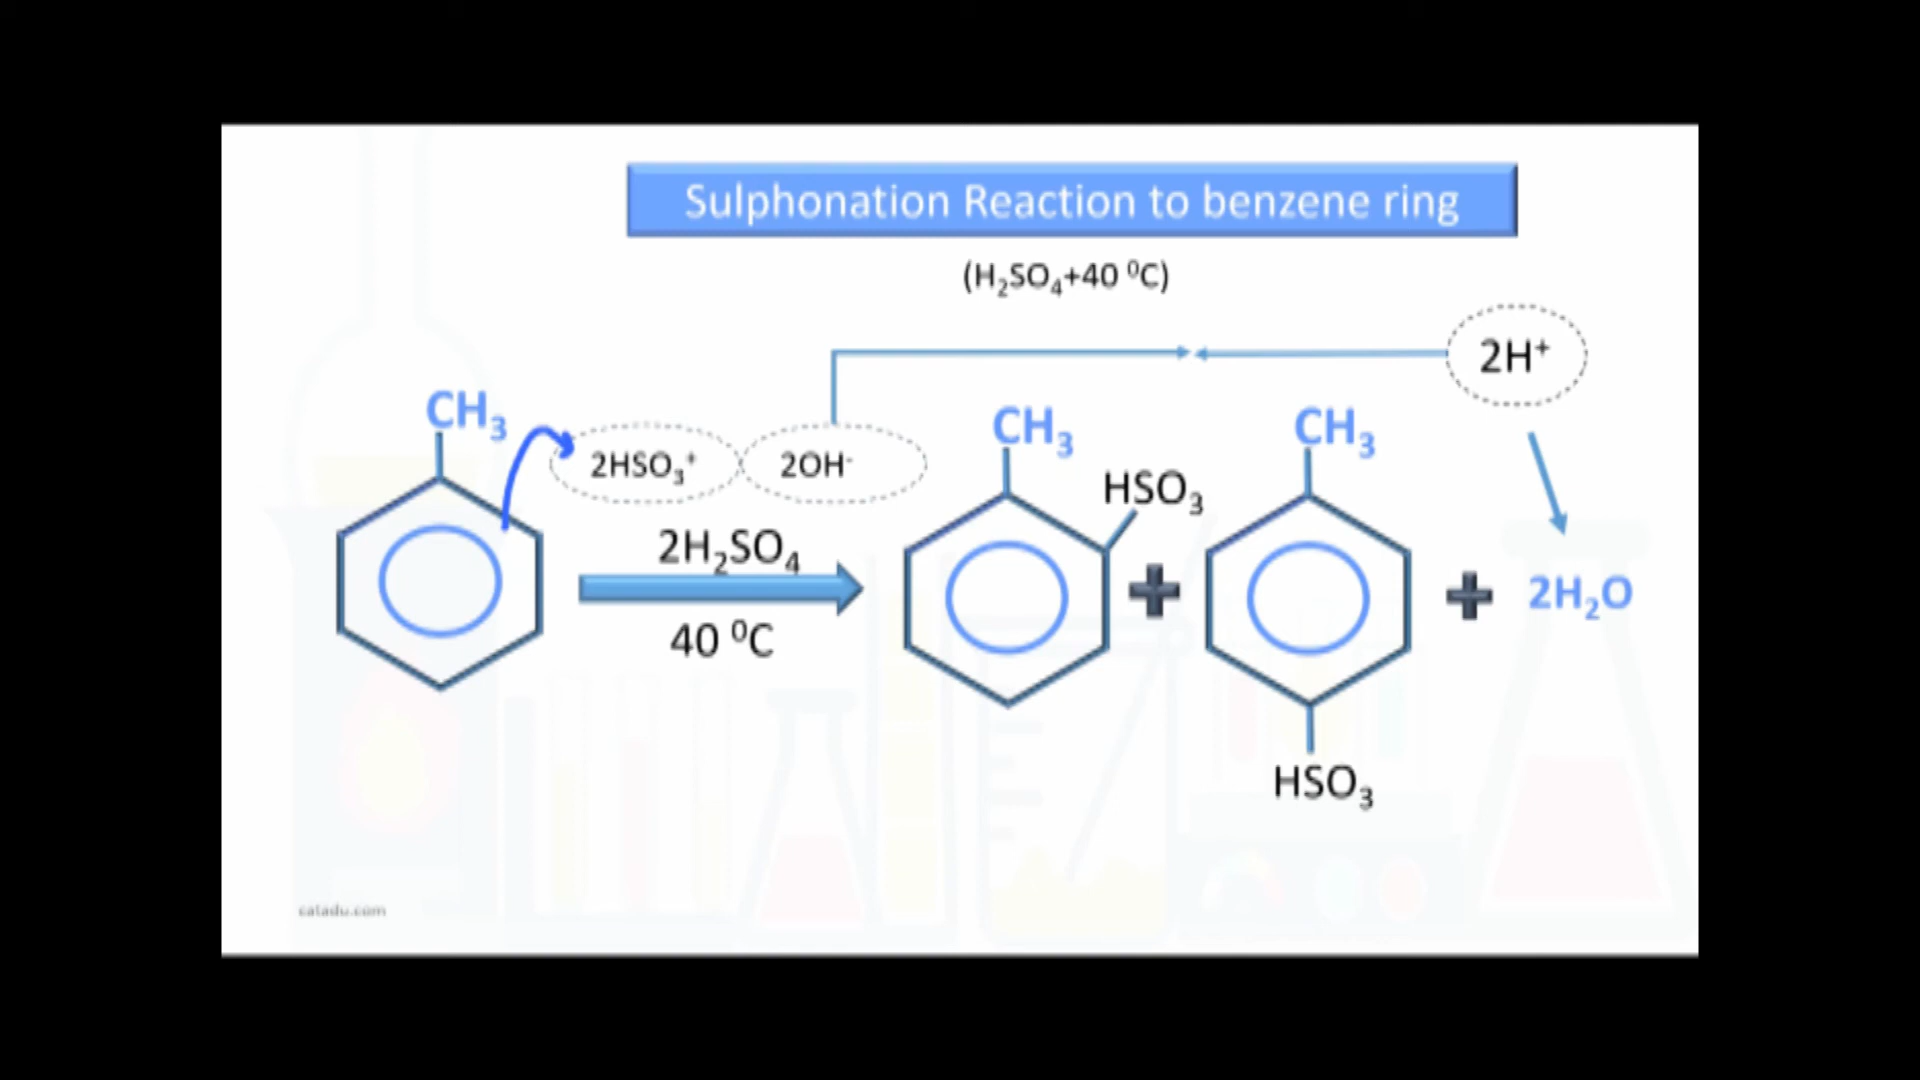 Sulphonation Reaction to benzene ring
(H₂SO₄+40 ⁰C)
2H⁺
CH₃
2HSO₃⁺
2OH⁻
2H₂SO₄
40 ⁰C
CH₃
HSO₃
CH₃
HSO₃
2H₂O
catadu.com